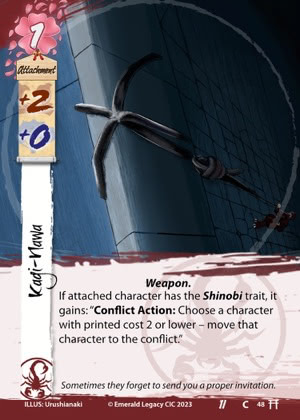 1
Attachment
+2
+0
Kagi-Nawa
Weapon.
If attached character has the Shinobi trait, it
gains: “Conflict Action: Choose a character
with printed cost 2 or lower – move that
character to the conflict.”
Sometimes they forget to send you a proper invitation.
ILLUS: Urushianaki © Emerald Legacy CIC 2023 C 48